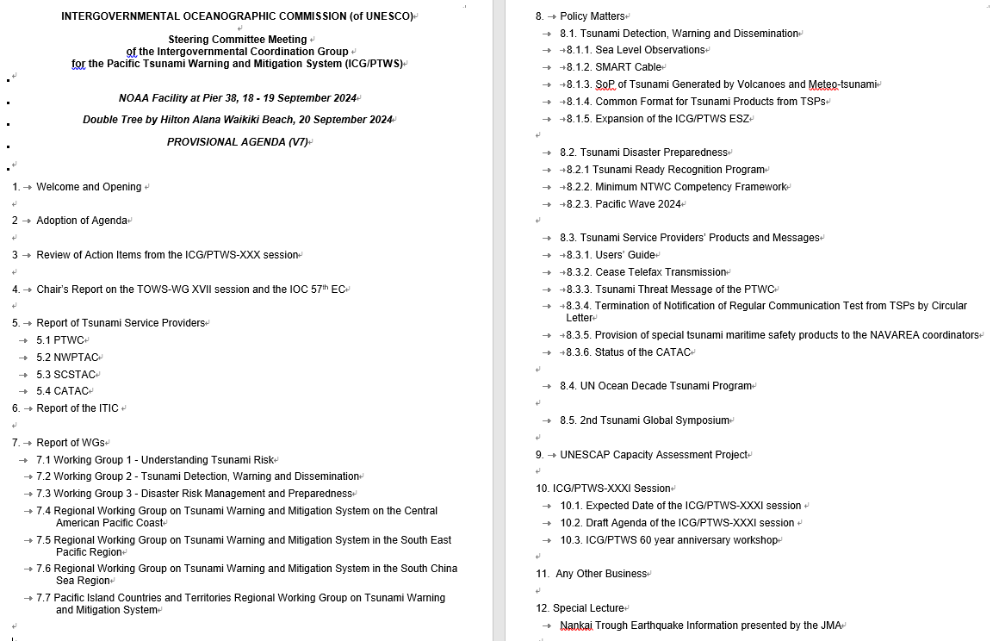 INTERGOVERNMENTAL OCEANOGRAPHIC COMMISSION (of UNESCO)
Steering Committee Meeting
of the Intergovernmental Coordination Group
for the Pacific Tsunami Warning and Mitigation System (ICG/PTWS)
NOAA Facility at Pier 38, 18 - 19 September 2024
Double Tree by Hilton Alana Waikiki Beach, 20 September 2024
PROVISIONAL AGENDA (V7)
1. Welcome and Opening
2 Adoption of Agenda
3 Review of Action Items from the ICG/PTWS-XXX session
4. Chair's Report on the TOWS-WG XVII session and the IOC 57th EC
5. Report of Tsunami Service Providers
5.1 PTWC
5.2 NWPTAC
5.3 SCSTAC
5.4 CATAC
6. Report of the ITIC
7. Report of WGs
7.1 Working Group 1 - Understanding Tsunami Risk
7.2 Working Group 2 - Tsunami Detection, Warning and Dissemination
7.3 Working Group 3 - Disaster Risk Management and Preparedness
7.4 Regional Working Group on Tsunami Warning and Mitigation System on the Central
American Pacific Coast
7.5 Regional Working Group on Tsunami Warning and Mitigation System in the South East
Pacific Region
7.6 Regional Working Group on Tsunami Warning and Mitigation System in the South China
Sea Region
7.7 Pacific Island Countries and Territories Regional Working Group on Tsunami Warning
and Mitigation System
8. Policy Matters
8.1. Tsunami Detection, Warning and Dissemination
8.1.1. Sea Level Observations
8.1.2. SMART Cable
8.1.3. SoP of Tsunami Generated by Volcanoes and Meteo-tsunami
8.1.4. Common Format for Tsunami Products from TSPs
8.1.5. Expansion of the ICG/PTWS ESZ
8.2. Tsunami Disaster Preparedness
8.2.1 Tsunami Ready Recognition Program
8.2.2. Minimum NTWC Competency Framework
8.2.3. Pacific Wave 2024
8.3. Tsunami Service Providers' Products and Messages
8.3.1. Users' Guide
8.3.2. Cease Telefax Transmission
8.3.3. Tsunami Threat Message of the PTWC
8.3.4. Termination of Notification of Regular Communication Test from TSPs by Circular
Letter
8.3.5. Provision of special tsunami maritime safety products to the NAVAREA coordinators
8.3.6. Status of the CATAC
8.4. UN Ocean Decade Tsunami Program
8.5. 2nd Tsunami Global Symposium
9. UNESCAP Capacity Assessment Project
10. ICG/PTWS-XXXI Session
10.1. Expected Date of the ICG/PTWS-XXXI session
10.2. Draft Agenda of the ICG/PTWS-XXXI session
10.3. ICG/PTWS 60 year anniversary workshop
11. Any Other Business
12. Special Lecture
Nankai Trough Earthquake Information presented by the JMA